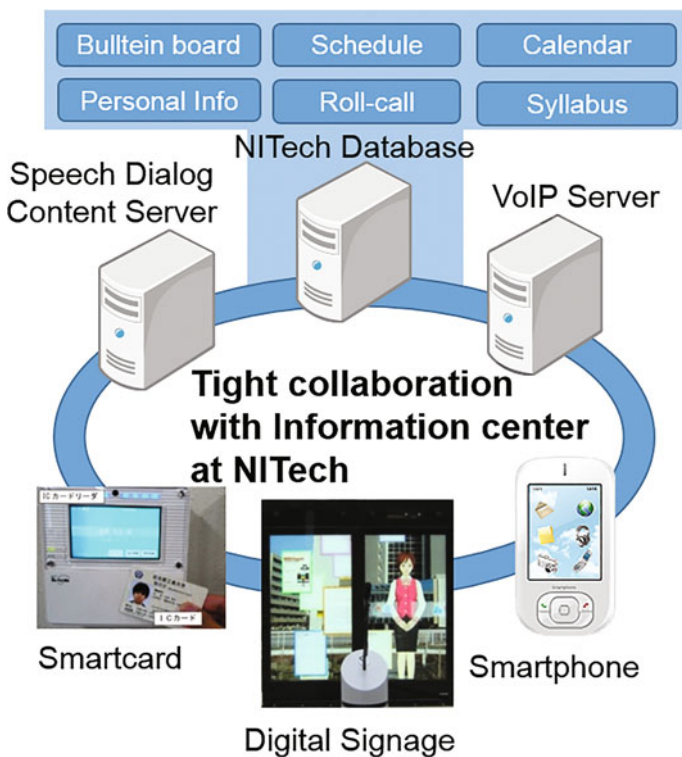 Bulltein board
Schedule
Calendar
Personal Info
Roll-call
Syllabus
NITech Database
Speech Dialog
Content Server
VoIP Server
Tight collaboration
with Information center
at NITech
ICカードリーダ
ICカード
Smartcard
Digital Signage
Smartphone